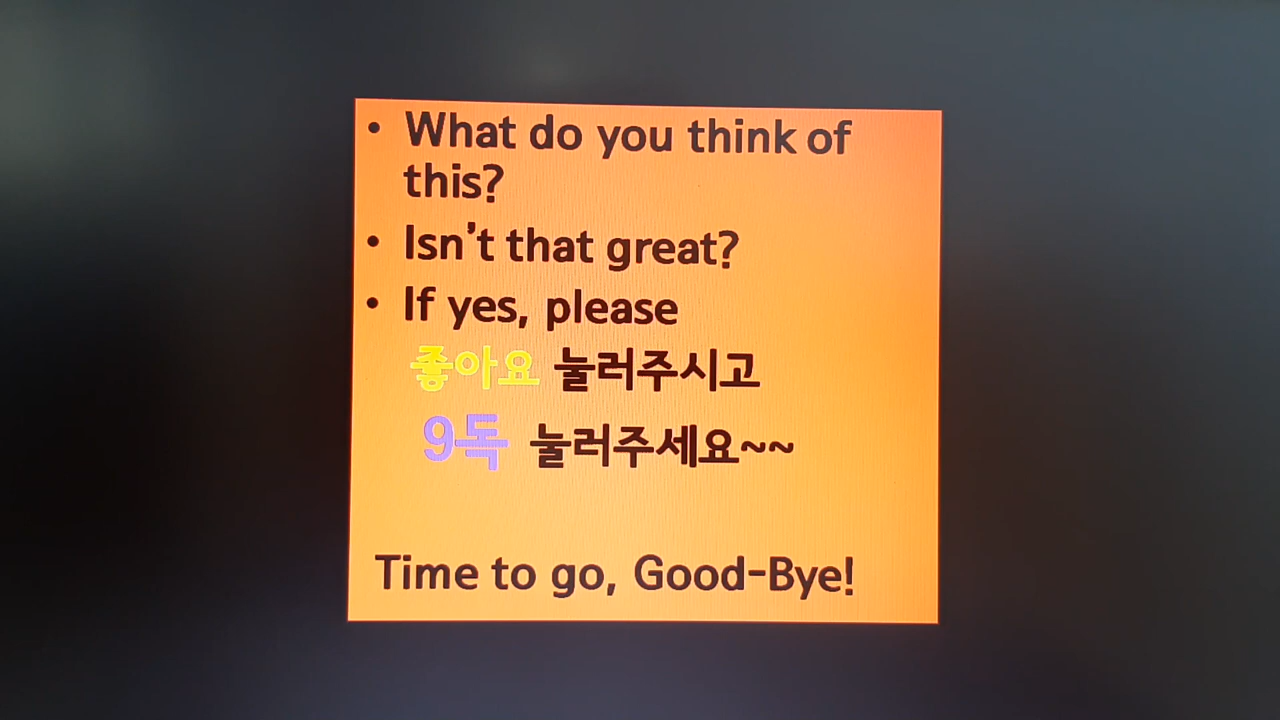 • What do you think of
this?
• Isn't that great?
• If yes, please
좋아요 눌러주시고
9독 눌러주세요~~
Time to go, Good-Bye!